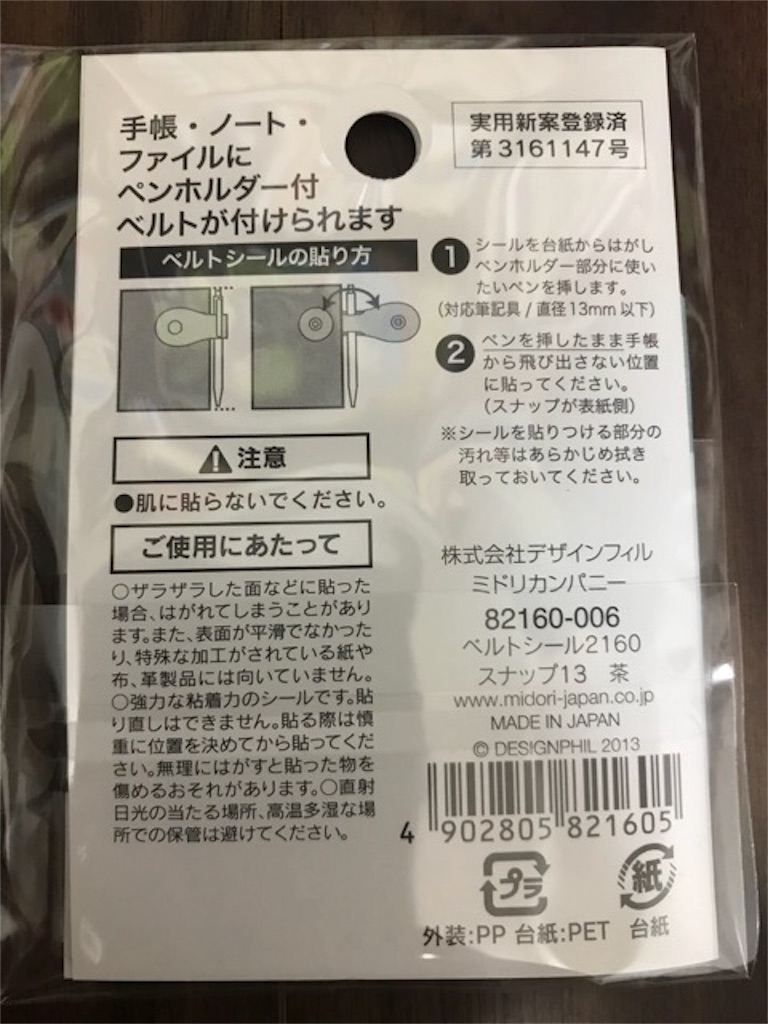 手帳・ノート・
ファイルに
ペンホルダー付
ベルトが付けられます
実用新案登録済
第3161147号
ベルトシールの貼り方
1 シールを台紙からはがし
ペンホルダー部分に使い
たいペンを挿します。
(対応筆記具 / 直径13mm 以下)
2 ペンを挿したまま手帳
から飛び出さない位置
に貼ってください。
(スナップが表紙側)
※シールを貼りつける部分の
汚れ等はあらかじめ拭き
取っておいてください。
注意
●肌に貼らないでください。
ご使用にあたって
○ザラザラした面などに貼った
場合、はがれてしまうことがあり
ます。また、表面が平滑でなかった
り、特殊な加工がされている紙や
布、革製品には向いていません。
○強力な粘着力のシールです。貼
り直しはできません。貼る際は慎
重に位置を決めてから貼ってくだ
さい。無理にはがすと貼った物を
傷めるおそれがあります。○直射
日光の当たる場所、高温多湿な場
所での保管は避けてください。
株式会社デザインフィル
ミドリカンパニー
82160-006
ベルトシール2160
スナップ13 茶
www.midori-japan.co.jp
MADE IN JAPAN
© DESIGNPHIL 2013
4 902805 821605
プラ
紙
外装:PP 台紙:PET 台紙